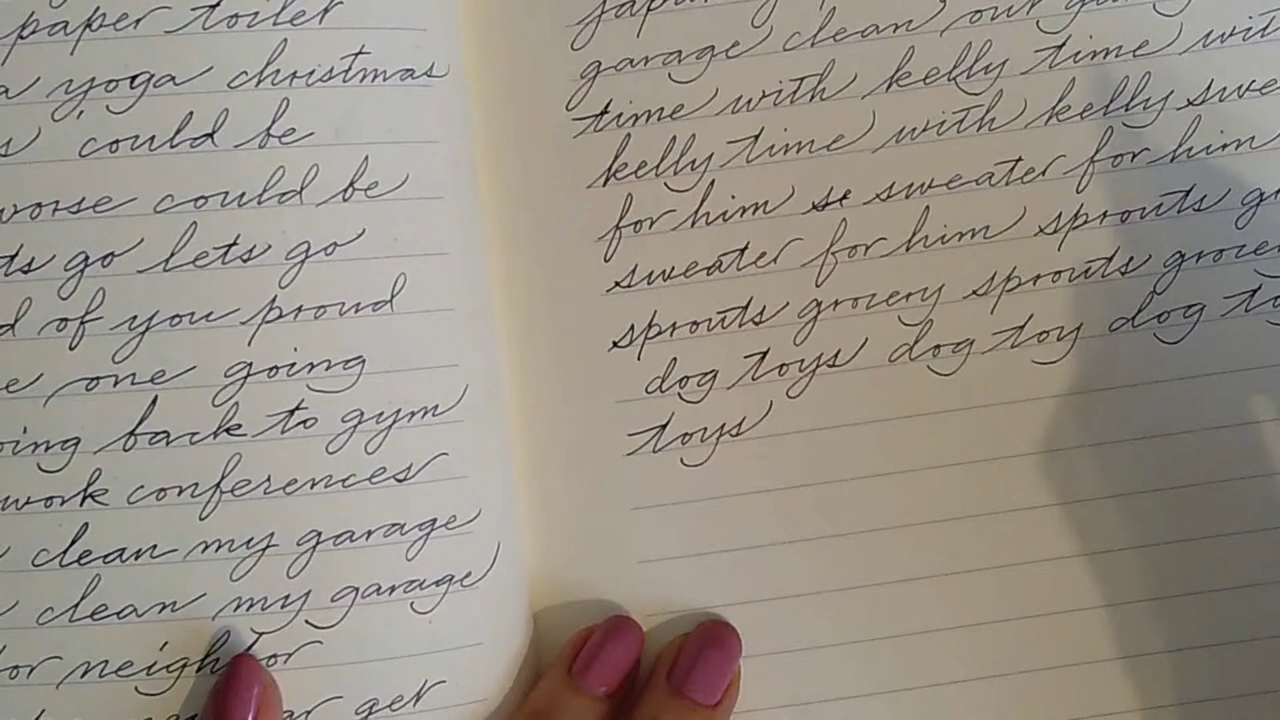 paper toilet
yoga christmas
could be
worse could be
go lets go
of you proud
one going
back to gym
work conferences
clean my garage
clean my garage
neighbor
get
garage clean out
time with kelly time with
kelly time with kelly
for him se sweater for him
sweater for him sprouts
sprouts grocery sprouts
dog toys dog toy dog
toys